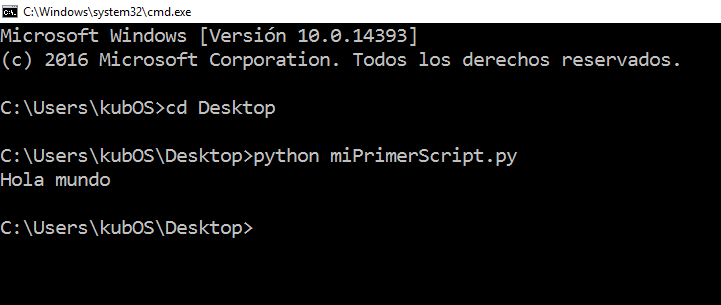 C:\Windows\system32\cmd.exe
Microsoft Windows [Versión 10.0.14393]
(c) 2016 Microsoft Corporation. Todos los derechos reservados.
C:\Users\kubOS>cd Desktop
C:\Users\kubOS\Desktop>python miPrimerScript.py
Hola mundo
C:\Users\kubOS\Desktop>